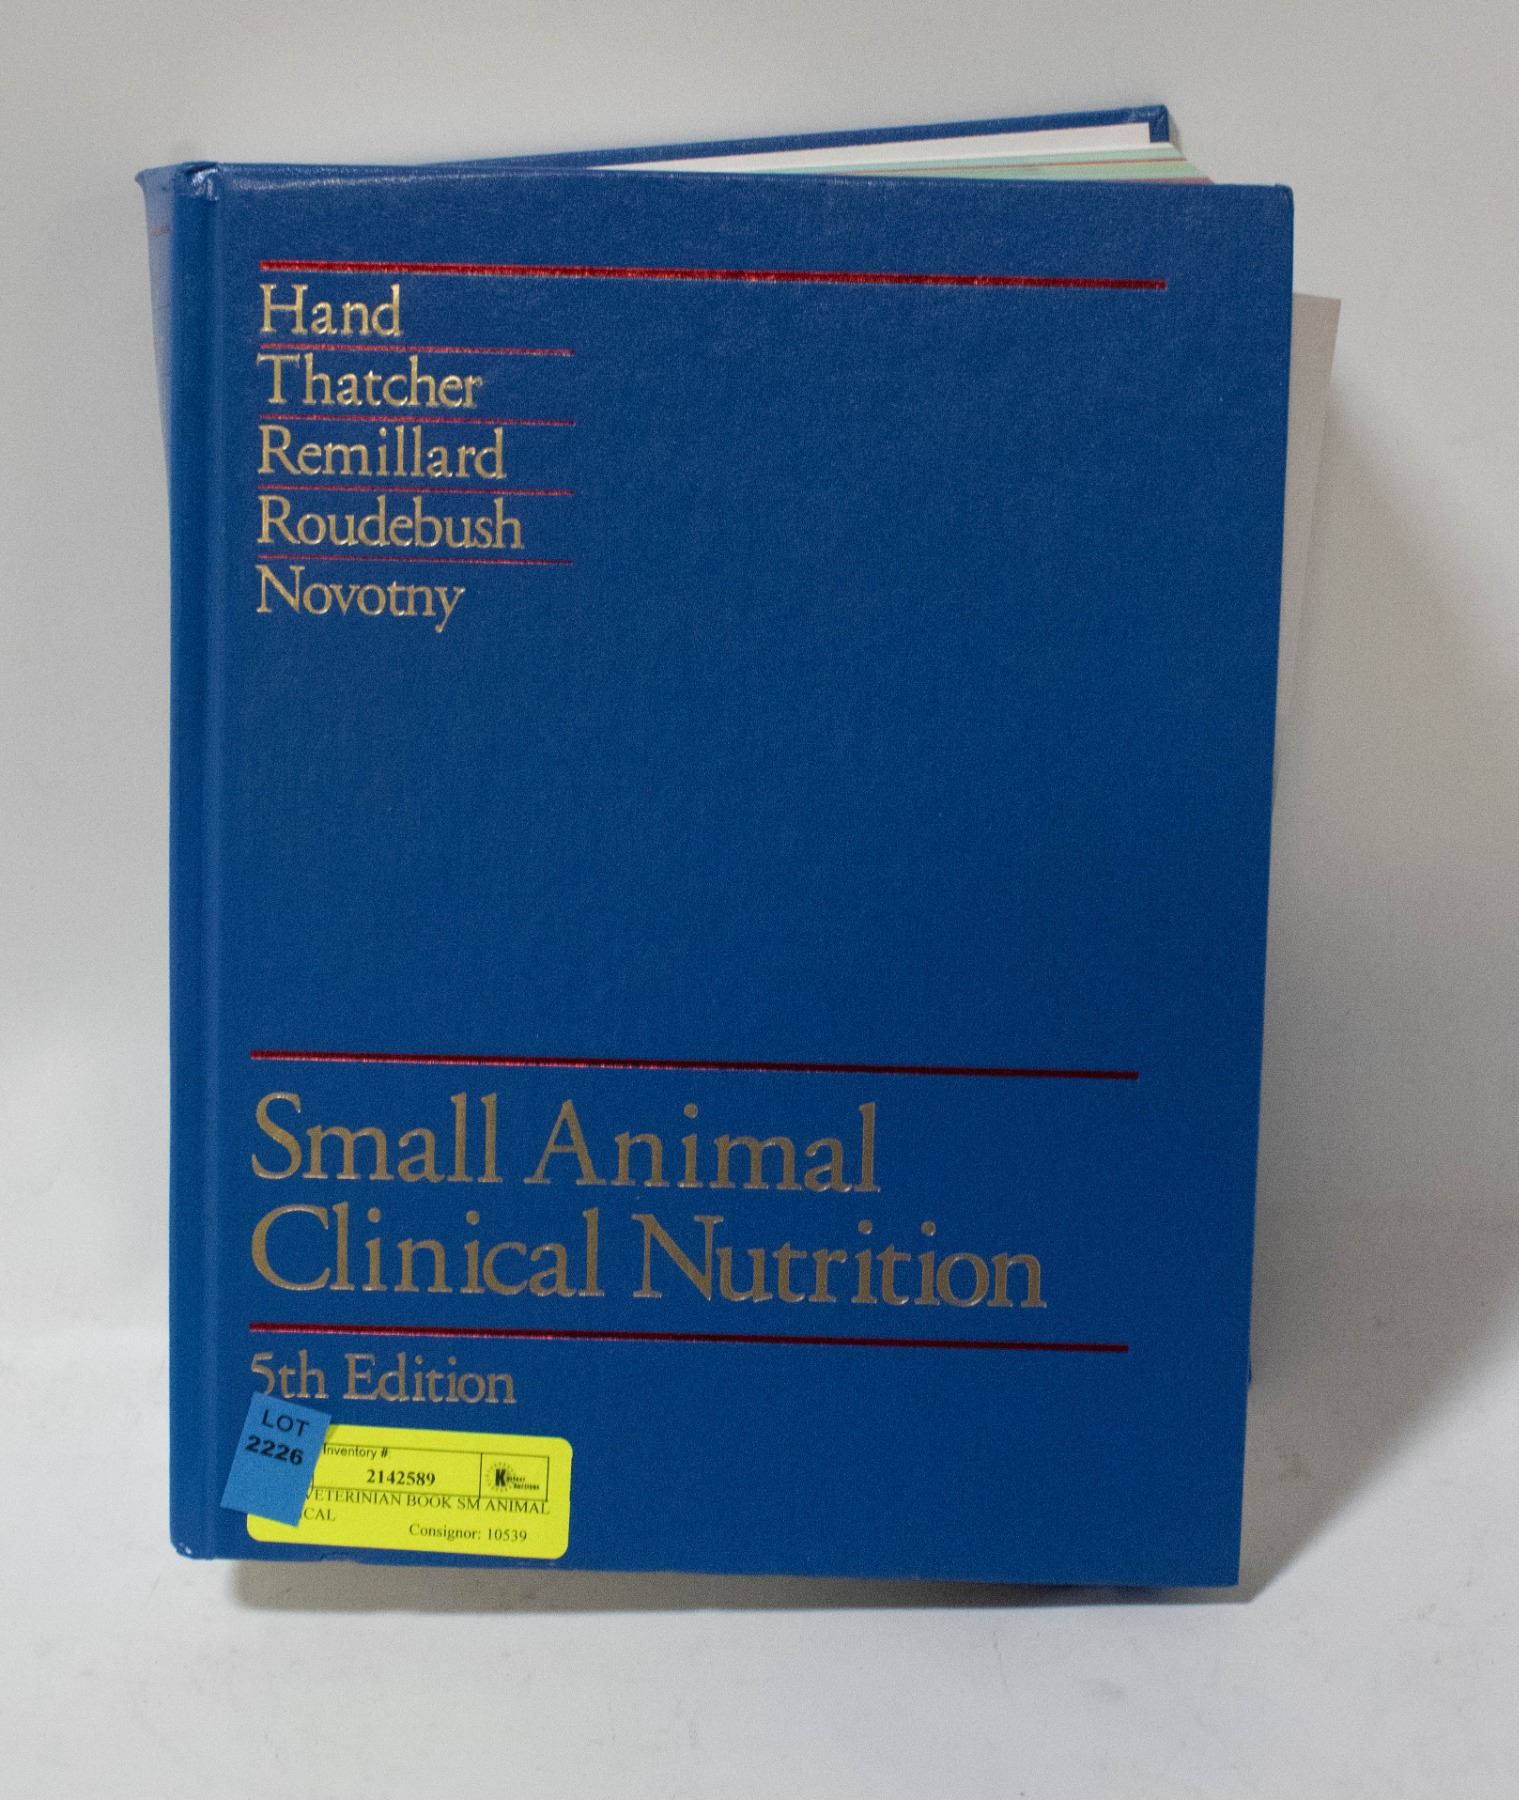 Hand
Thatcher
Remillard
Roudebush
Novotny
Small Animal
Clinical Nutrition
5th Edition
LOT
2226
Inventory #:
2142589
VETERINIAN BOOK SM ANIMAL
Consignor: 10539